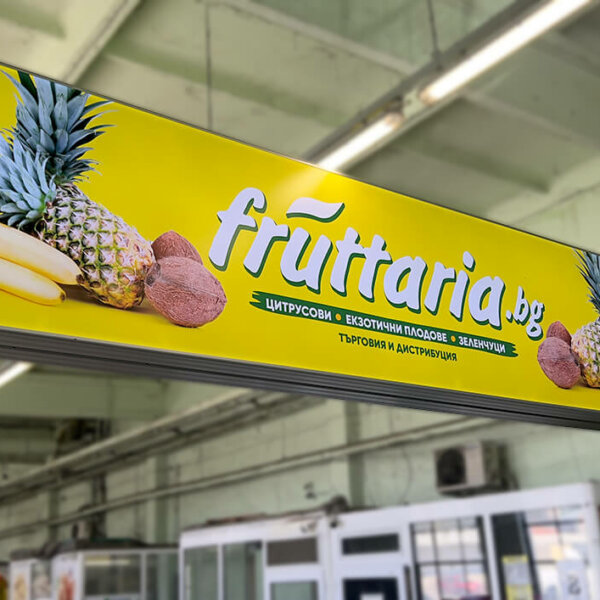 fruttaria.bg
ЦИТРУСОВИ • ЕКЗОТИЧНИ ПЛОДОВЕ • ЗЕЛЕНЧУЦИ
ТЪРГОВИЯ И ДИСТРИБУЦИЯ